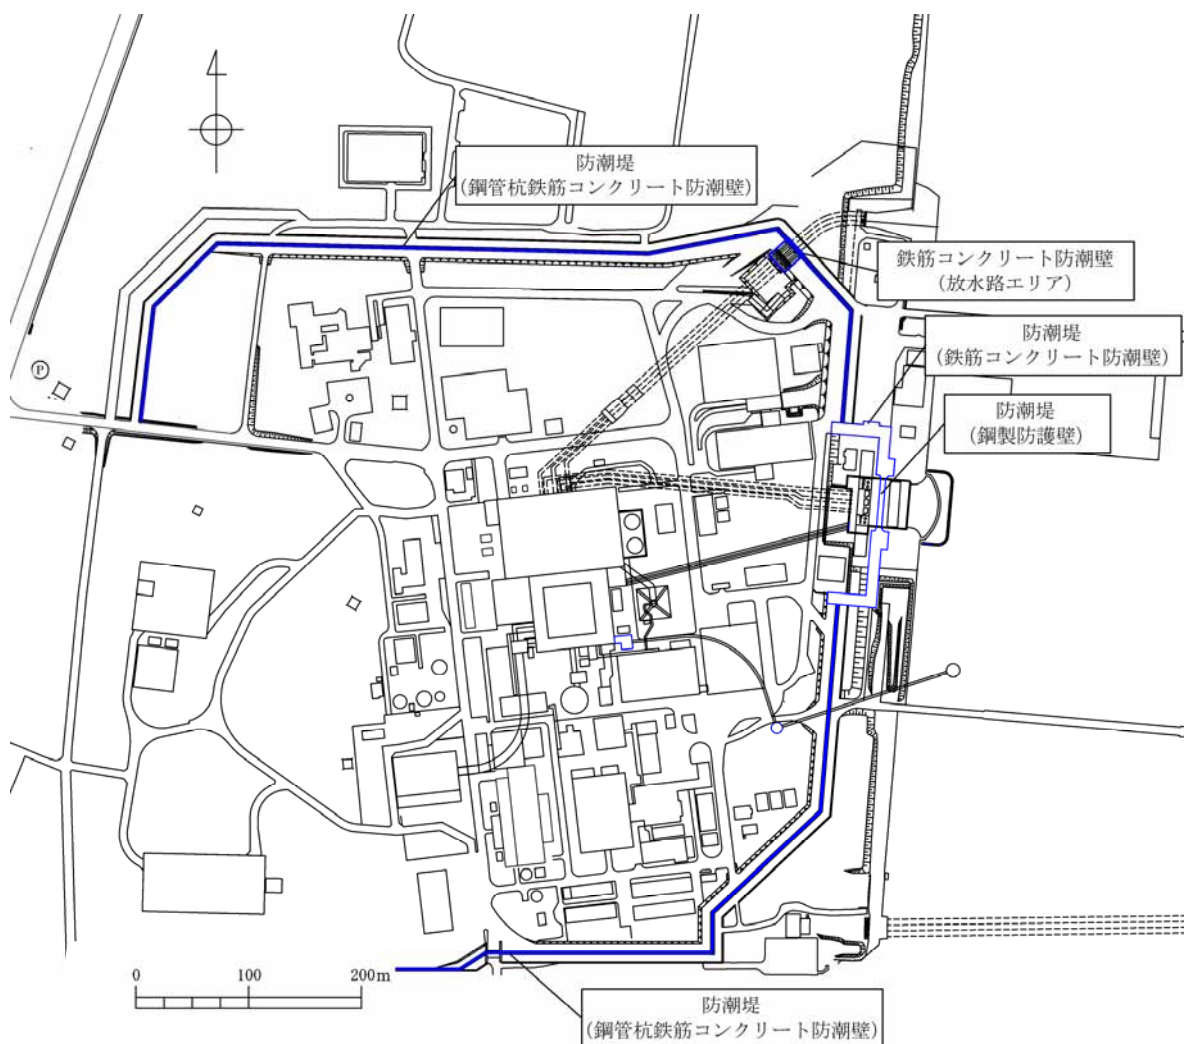 防潮堤
（鋼管杭鉄筋コンクリート防潮壁）
鉄筋コンクリート防潮壁
（放水路エリア）
防潮堤
（鉄筋コンクリート防潮壁）
P
防潮堤
（鋼製防護壁）
0 100 200m
防潮堤
（鋼管杭鉄筋コンクリート防潮壁）